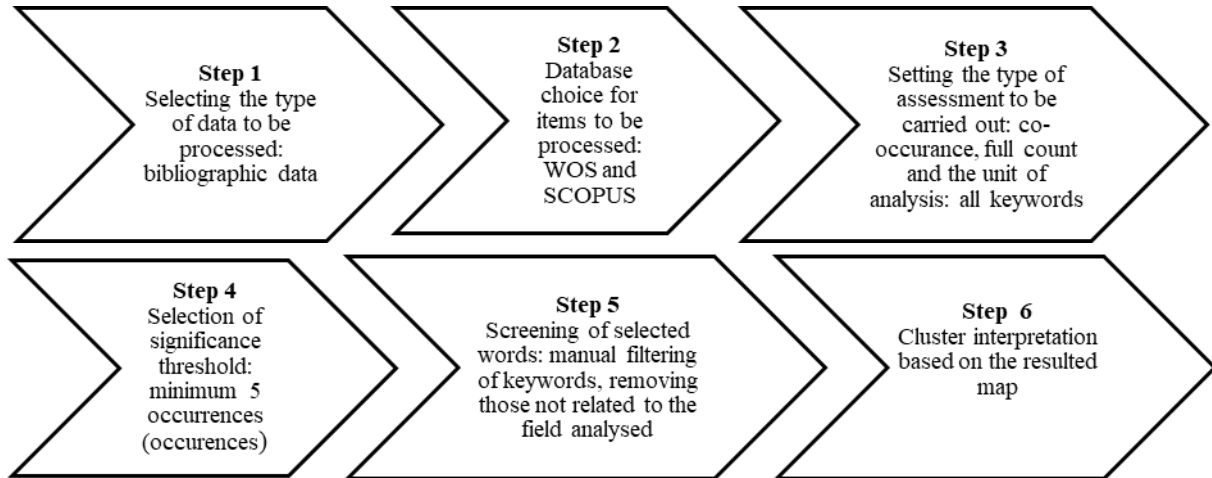 Step 1
Selecting the type
of data to be
processed:
bibliographic data
Step 2
Database
choice for
items to be
processed:
WOS and
SCOPUS
Step 3
Setting the type of
assessment to be
carried out: co-
occurance, full count
and the unit of
analysis: all keywords
Step 4
Selection of
significance
threshold:
minimum 5
occurrences
(occurences)
Step 5
Screening of selected
words: manual filtering
of keywords, removing
those not related to the
field analysed
Step 6
Cluster interpretation
based on the resulted
map